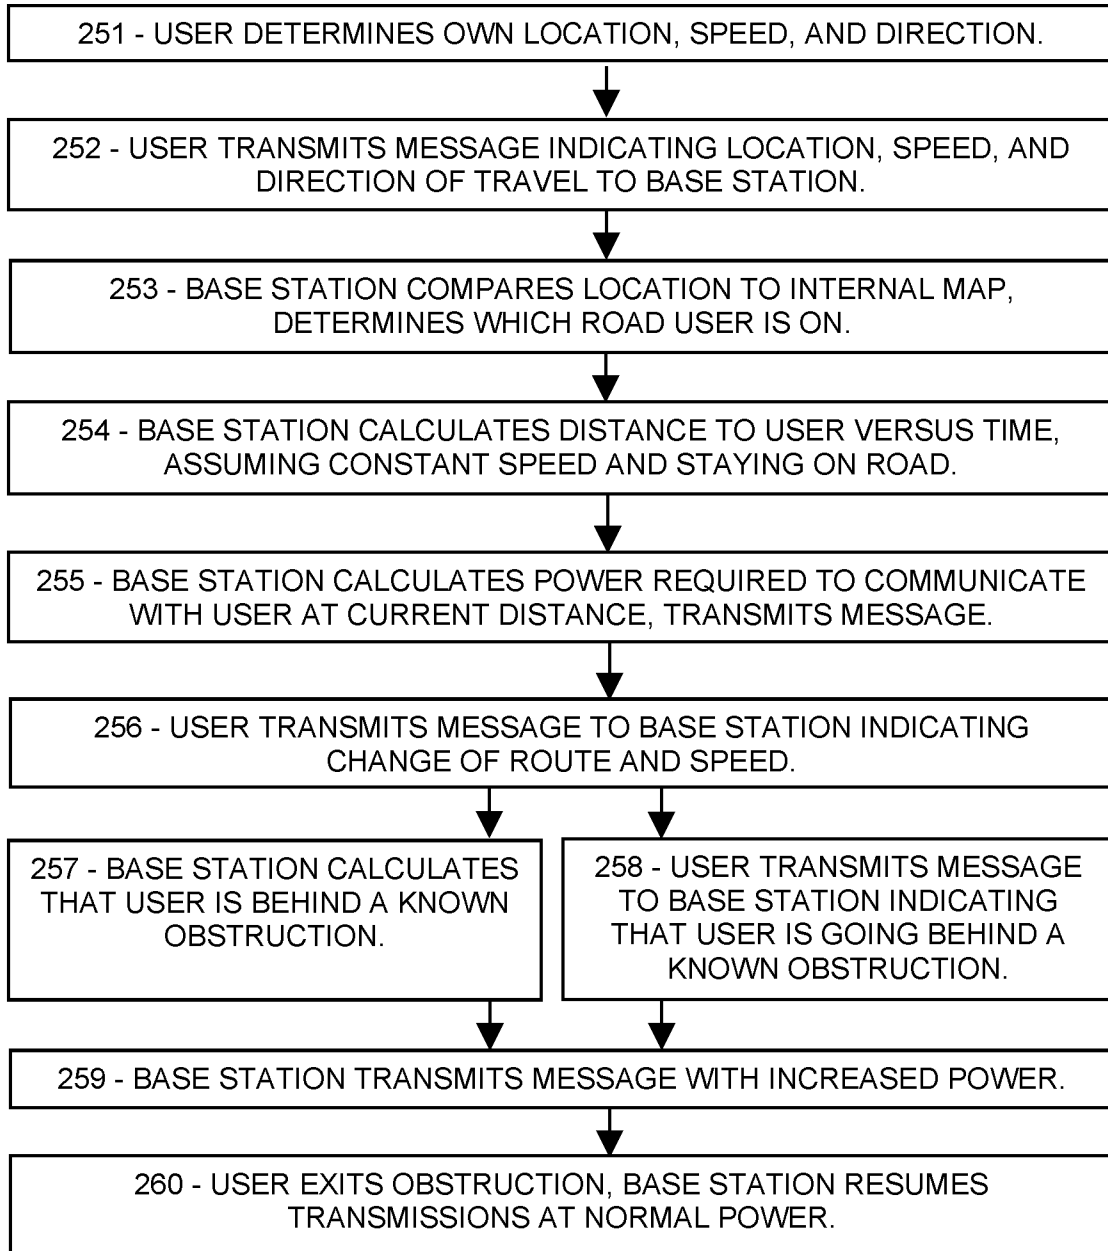 251 - USER DETERMINES OWN LOCATION, SPEED, AND DIRECTION.
252 - USER TRANSMITS MESSAGE INDICATING LOCATION, SPEED, AND
DIRECTION OF TRAVEL TO BASE STATION.
253 - BASE STATION COMPARES LOCATION TO INTERNAL MAP,
DETERMINES WHICH ROAD USER IS ON.
254 - BASE STATION CALCULATES DISTANCE TO USER VERSUS TIME,
ASSUMING CONSTANT SPEED AND STAYING ON ROAD.
255 - BASE STATION CALCULATES POWER REQUIRED TO COMMUNICATE
WITH USER AT CURRENT DISTANCE, TRANSMITS MESSAGE.
256 - USER TRANSMITS MESSAGE TO BASE STATION INDICATING
CHANGE OF ROUTE AND SPEED.
257 - BASE STATION CALCULATES
THAT USER IS BEHIND A KNOWN
OBSTRUCTION.
258 - USER TRANSMITS MESSAGE
TO BASE STATION INDICATING
THAT USER IS GOING BEHIND A
KNOWN OBSTRUCTION.
259 - BASE STATION TRANSMITS MESSAGE WITH INCREASED POWER.
260 - USER EXITS OBSTRUCTION, BASE STATION RESUMES
TRANSMISSIONS AT NORMAL POWER.